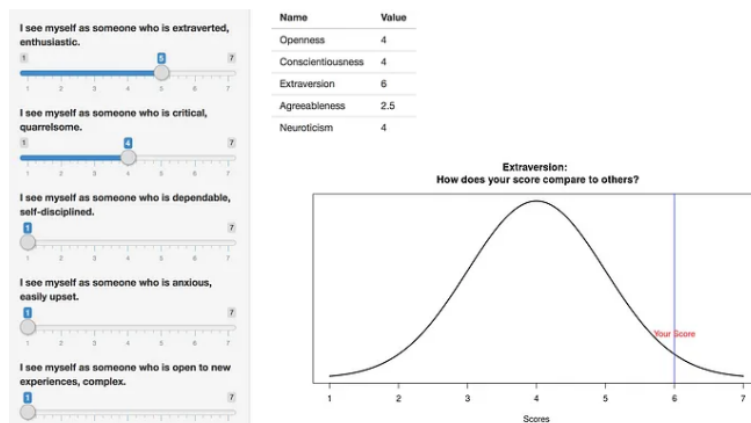 I see myself as someone who is extraverted,
enthusiastic.
1 5 7
1 2 3 4 5 6 7
I see myself as someone who is critical,
quarrelsome.
1 4 7
1 2 3 4 5 6 7
I see myself as someone who is dependable,
self-disciplined.
1 7
1 2 3 4 5 6 7
I see myself as someone who is anxious,
easily upset.
1 7
1 2 3 4 5 6 7
I see myself as someone who is open to new
experiences, complex.
1 7
Name Value
Openness 4
Conscientiousness 4
Extraversion 6
Agreeableness 2.5
Neuroticism 4
Extraversion:
How does your score compare to others?
Your Score
1 2 3 4 5 6 7
Scores